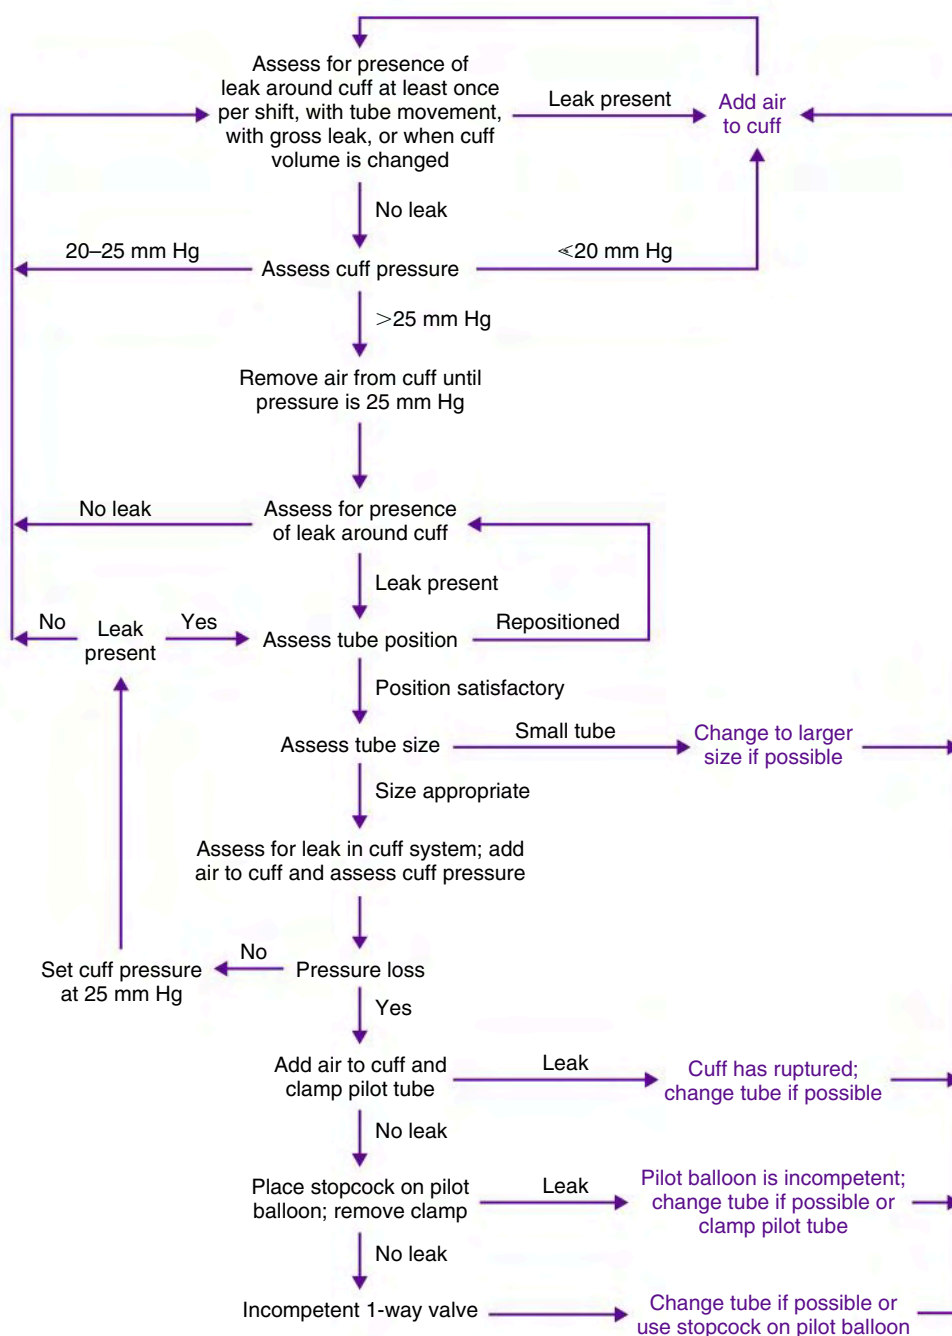 Assess for presence of
leak around cuff at least once
per shift, with tube movement,
with gross leak, or when cuff
volume is changed
Leak present
Add air
to cuff
No leak
20–25 mm Hg
Assess cuff pressure
<20 mm Hg
>25 mm Hg
Remove air from cuff until
pressure is 25 mm Hg
No leak
Assess for presence
of leak around cuff
Leak present
No
Leak
present
Yes
Assess tube position
Repositioned
Position satisfactory
Assess tube size
Small tube
Change to larger
size if possible
Size appropriate
Assess for leak in cuff system; add
air to cuff and assess cuff pressure
Set cuff pressure
at 25 mm Hg
No
Pressure loss
Yes
Add air to cuff and
clamp pilot tube
Leak
Cuff has ruptured;
change tube if possible
No leak
Place stopcock on pilot
balloon; remove clamp
Leak
Pilot balloon is incompetent;
change tube if possible or
clamp pilot tube
No leak
Incompetent 1-way valve
Change tube if possible or
use stopcock on pilot balloon